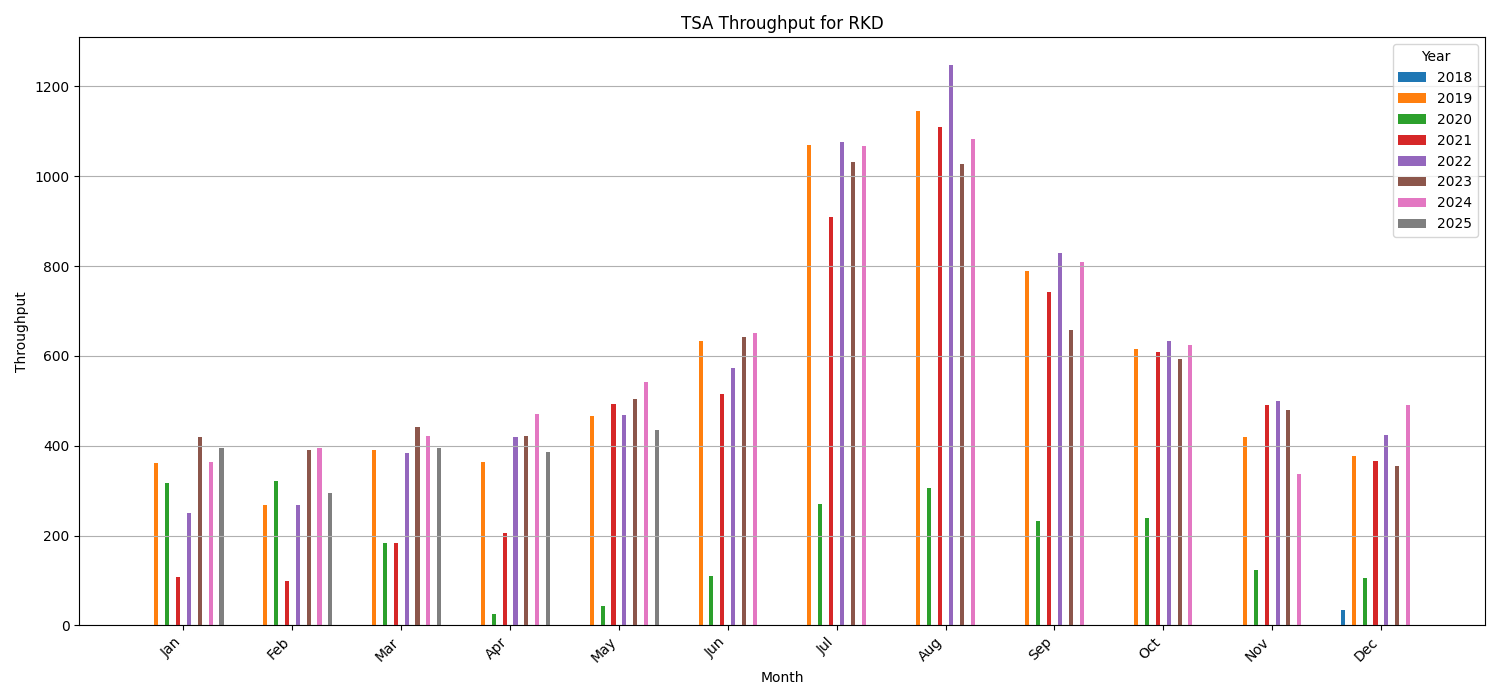 TSA Throughput for RKD
Throughput
1200
1000
800
600
400
200
0
Year
2018
2019
2020
2021
2022
2023
2024
2025
Jan
Feb
Mar
Apr
May
Jun
Jul
Aug
Sep
Oct
Nov
Dec
Month